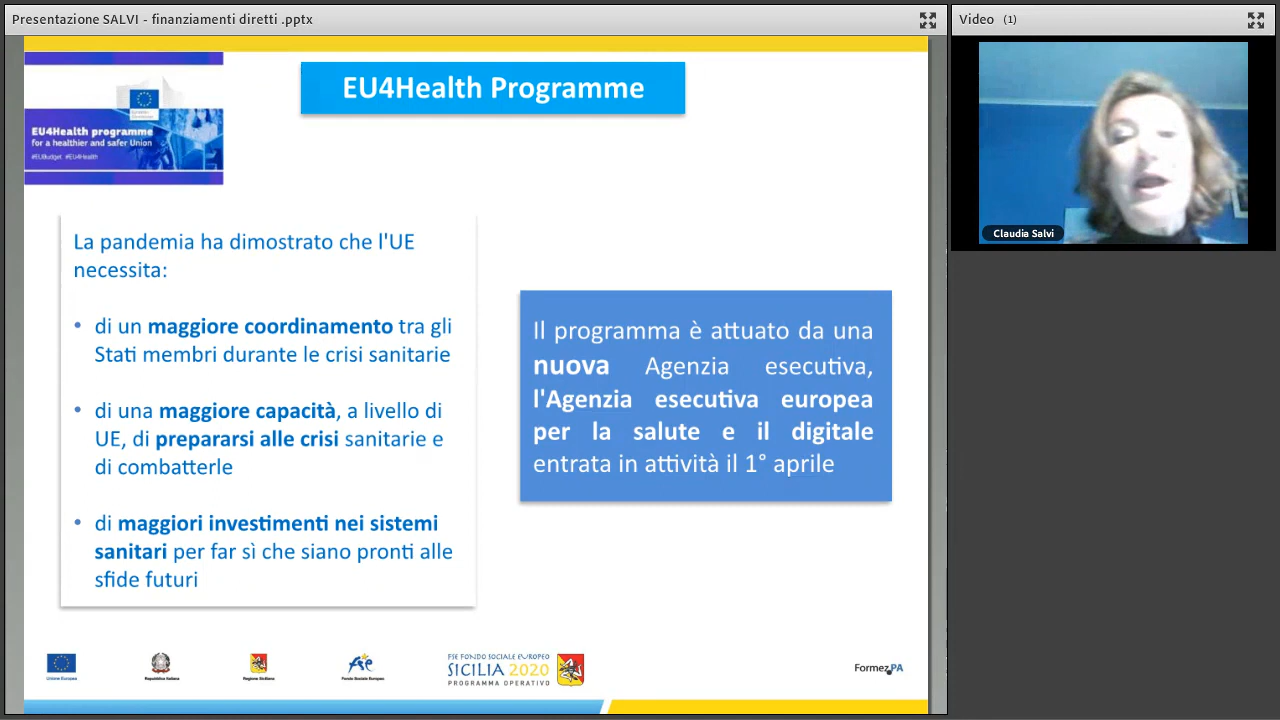 Presentazione SALVI - finanziamenti diretti .pptx
Video (1)
EU4Health Programme
EU4Health programme
for a healthier and safer Union
#EUBudget #EU4Health
La pandemia ha dimostrato che l'UE
necessita:
• di un maggiore coordinamento tra gli
Stati membri durante le crisi sanitarie
• di una maggiore capacità, a livello di
UE, di prepararsi alle crisi sanitarie e
di combatterle
• di maggiori investimenti nei sistemi
sanitari per far sì che siano pronti alle
sfide futuri
Il programma è attuato da una
nuova Agenzia esecutiva,
l'Agenzia esecutiva europea
per la salute e il digitale
entrata in attività il 1° aprile
Claudia Salvi
Unione Europea
Repubblica Italiana
Regione Siciliana
fse
Fondo Sociale Europeo
FSE FONDO SOCIALE EUROPEO
SICILIA 2020
PROGRAMMA OPERATIVO
FormezPA